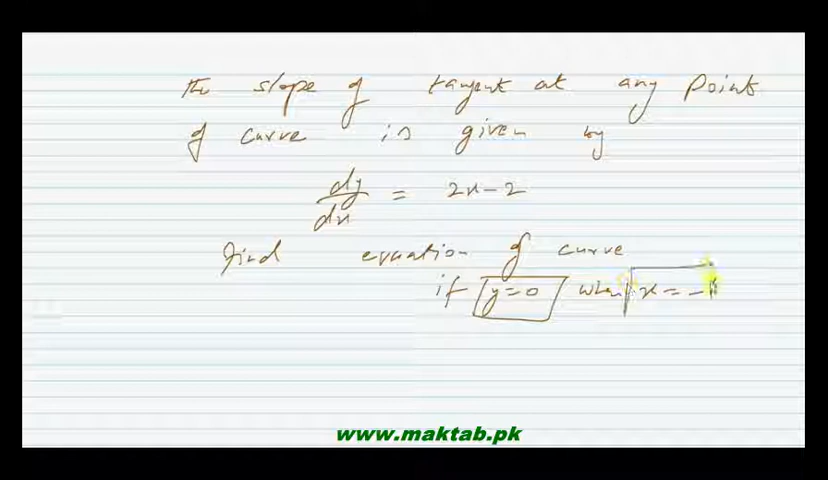 The slope of tangent at any point
of curve is given by
dy/dx = 2x-2
find equation of curve
if y=0 when x = -1
www.maktab.pk